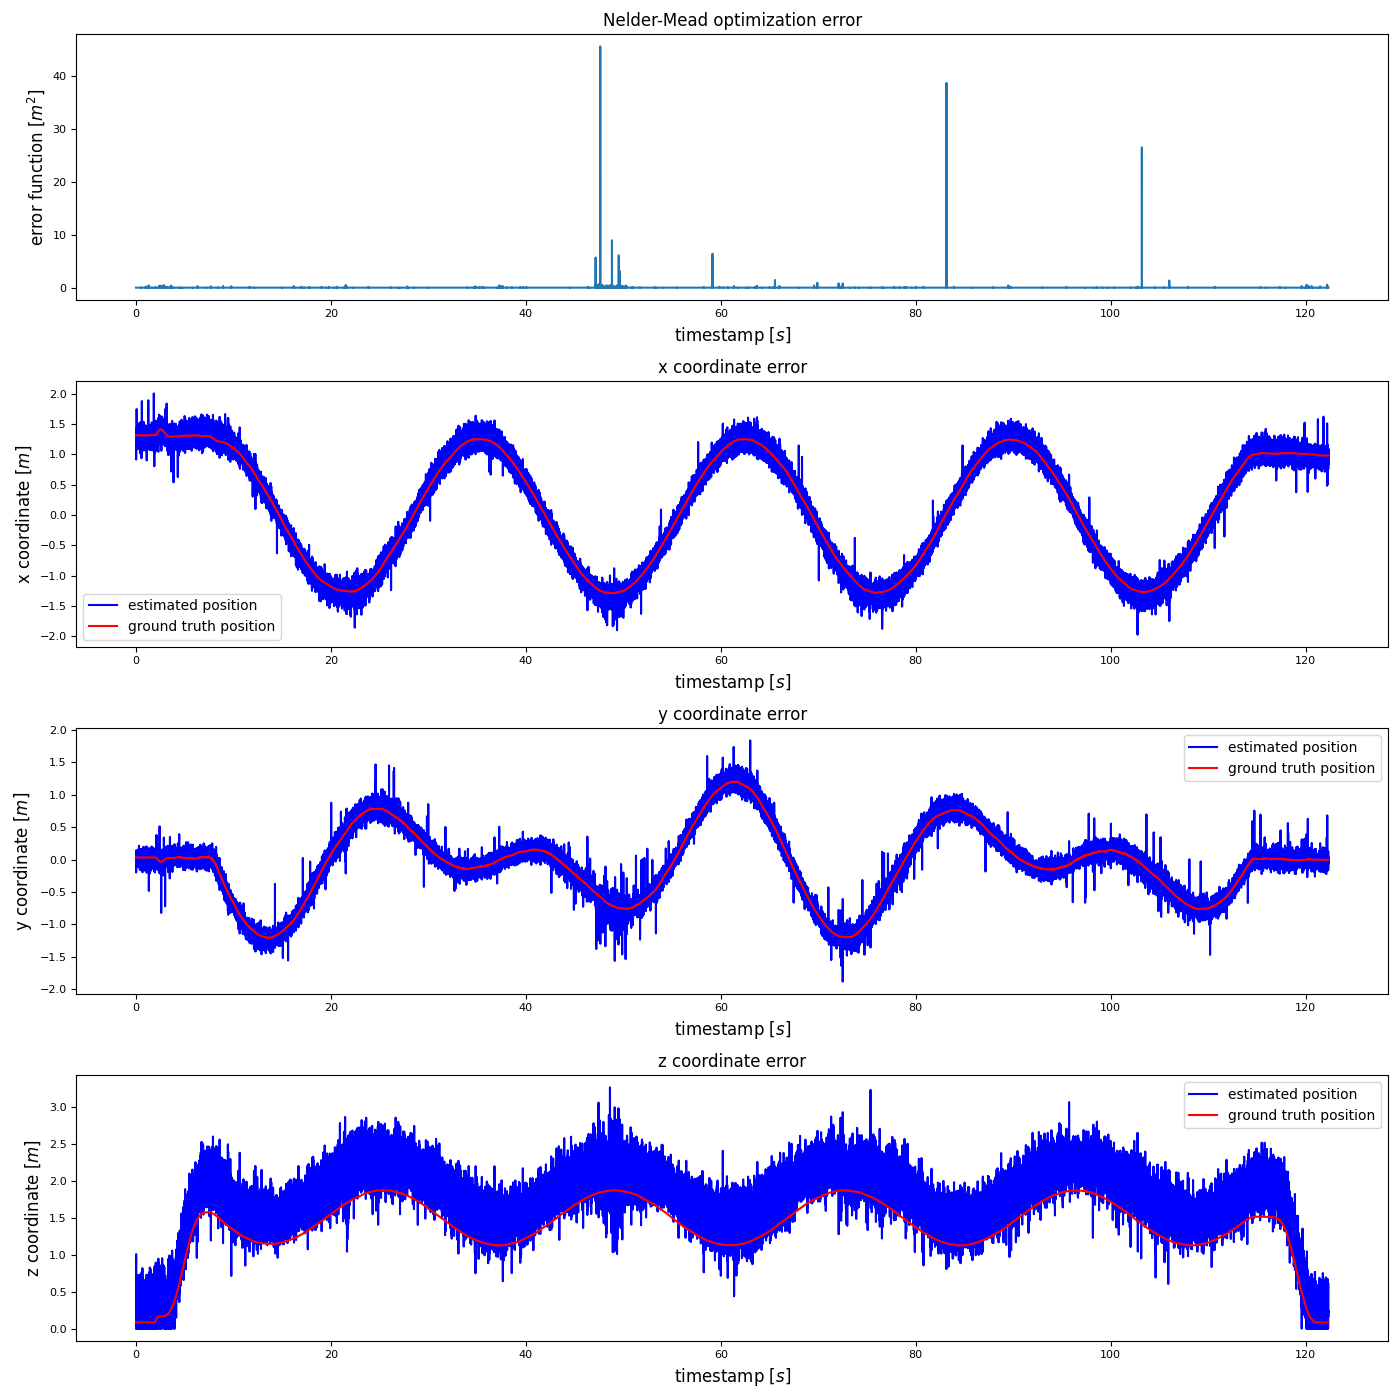 Nelder-Mead optimization error
error function [m²]
40
30
20
10
0
0 20 40 60 80 100 120
timestamp [s]
x coordinate error
x coordinate [m]
2.0
1.5
1.0
0.5
0.0
−0.5
−1.0
−1.5
−2.0
estimated position
ground truth position
0 20 40 60 80 100 120
timestamp [s]
y coordinate error
y coordinate [m]
2.0
1.5
1.0
0.5
0.0
−0.5
−1.0
−1.5
−2.0
estimated position
ground truth position
0 20 40 60 80 100 120
timestamp [s]
z coordinate error
z coordinate [m]
3.0
2.5
2.0
1.5
1.0
0.5
0.0
estimated position
ground truth position
0 20 40 60 80 100 120
timestamp [s]